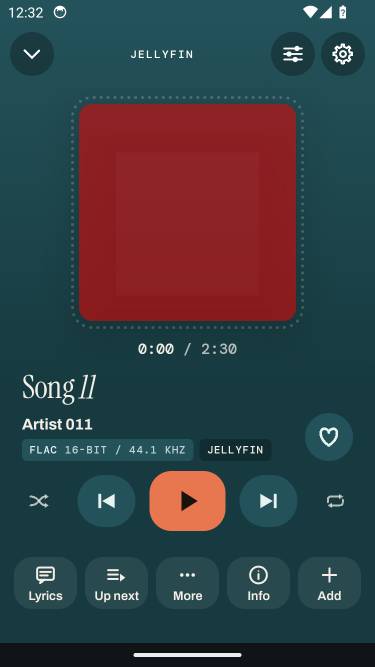 12:32
JELLYFIN
0:00 / 2:30
Song 11
Artist 011
FLAC 16-BIT / 44.1 KHZ JELLYFIN
Lyrics Up next More Info Add